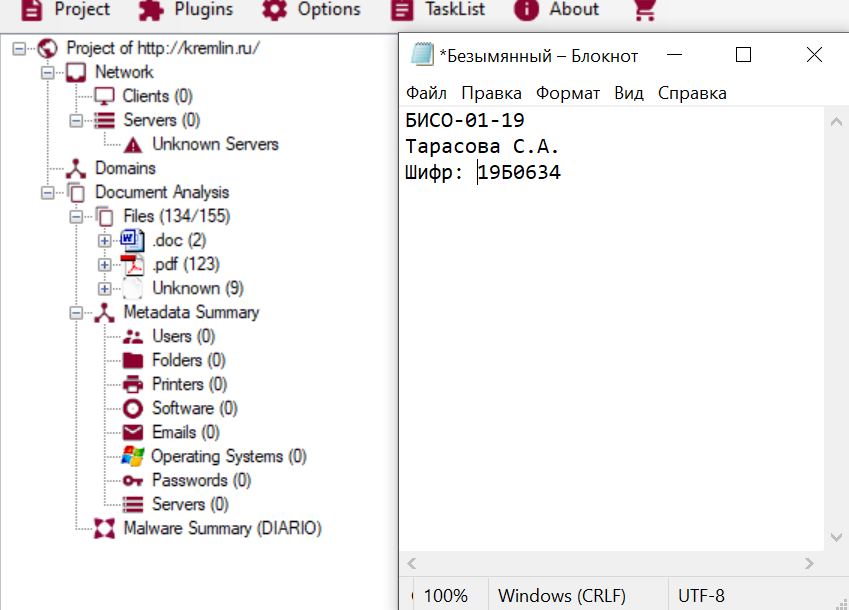 Project Plugins Options TaskList About
Project of http://kremlin.ru/
Network
Clients (0)
Servers (0)
Unknown Servers
Domains
Document Analysis
Files (134/155)
.doc (2)
.pdf (123)
Unknown (9)
Metadata Summary
Users (0)
Folders (0)
Printers (0)
Software (0)
Emails (0)
Operating Systems (0)
Passwords (0)
Servers (0)
Malware Summary (DIARIO)
*Безымянный – Блокнот
Файл Правка Формат Вид Справка
БИСО-01-19
Тарасова С.А.
Шифр: 19Б0634
100% Windows (CRLF) UTF-8